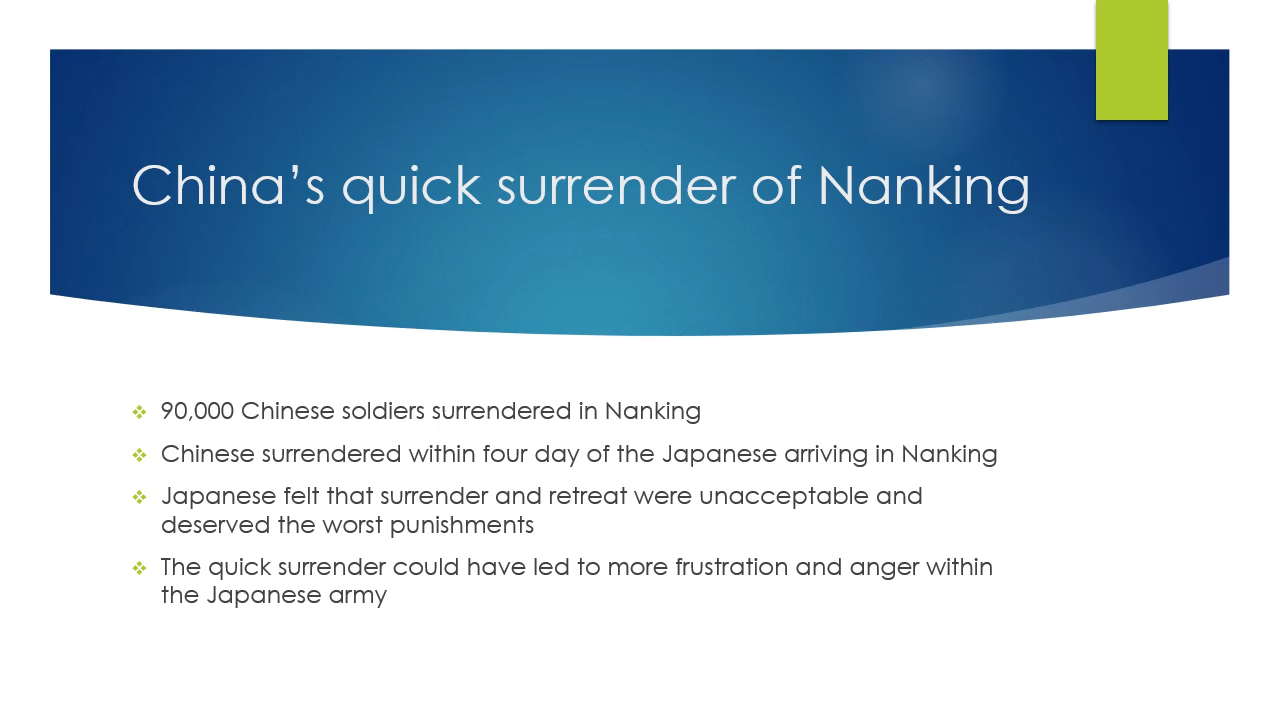 China’s quick surrender of Nanking
90,000 Chinese soldiers surrendered in Nanking
Chinese surrendered within four day of the Japanese arriving in Nanking
Japanese felt that surrender and retreat were unacceptable and
deserved the worst punishments
The quick surrender could have led to more frustration and anger within
the Japanese army